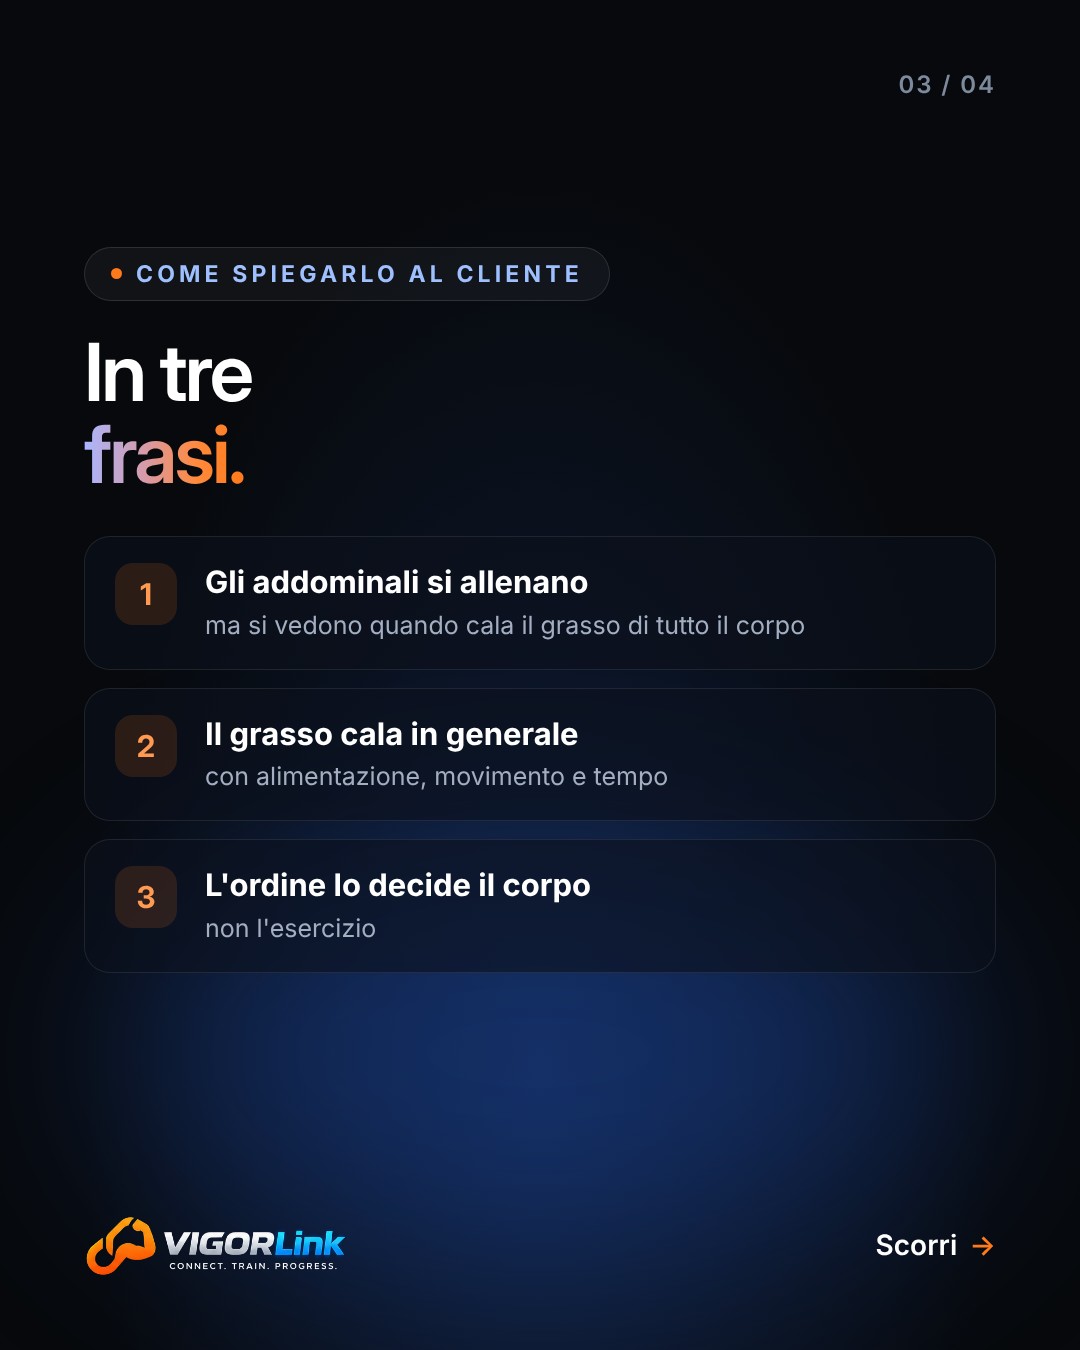 03 / 04
COME SPIEGARLO AL CLIENTE
In tre
frasi.
1
Gli addominali si allenano
ma si vedono quando cala il grasso di tutto il corpo
2
Il grasso cala in generale
con alimentazione, movimento e tempo
3
L'ordine lo decide il corpo
non l'esercizio
VIGORLink
CONNECT. TRAIN. PROGRESS.
Scorri →